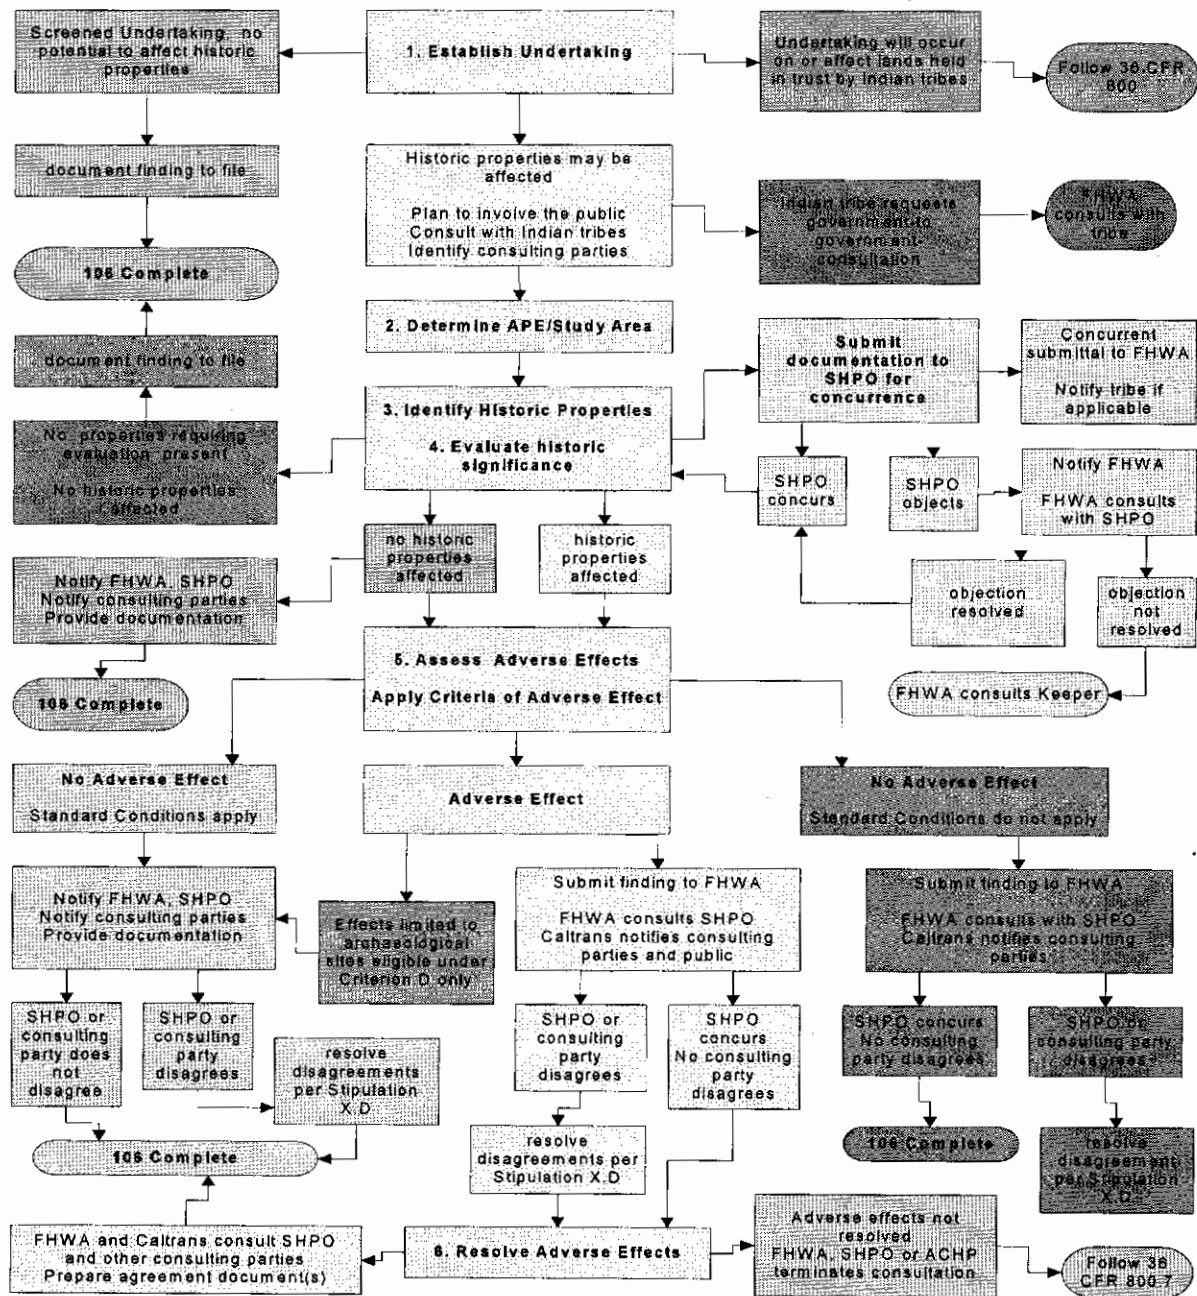 Screened Undertaking, no
potential to affect historic
properties
1. Establish Undertaking
Undertaking will occur
on or affect lands held
in trust by Indian tribes
Follow 36 CFR
800
document finding to file
Historic properties may be
affected
Plan to involve the public
Consult with Indian tribes
Identify consulting parties
Indian tribe requests
government-to
government-
consultation
FHWA
consults with
tribe
106 Complete
2. Determine APE/Study Area
document finding to file
Submit
documentation to
SHPO for
concurrence
Concurrent
submittal to FHWA
Notify tribe if
applicable
3. Identify Historic Properties
4. Evaluate historic
significance
No properties requiring
evaluation present
No historic properties
affected
SHPO
concurs
SHPO
objects
Notify FHWA
FHWA consults
with SHPO
no historic
properties
affected
historic
properties
affected
Notify FHWA, SHPO
Notify consulting parties
Provide documentation
objection
resolved
objection
not
resolved
106 Complete
5. Assess Adverse Effects
Apply Criteria of Adverse Effect
FHWA consults Keeper
No Adverse Effect
Standard Conditions apply
Adverse Effect
No Adverse Effect
Standard Conditions do not apply
Notify FHWA, SHPO
Notify consulting parties
Provide documentation
Effects limited to
archaeological
sites eligible under
Criterion D only
Submit finding to FHWA
FHWA consults SHPO
Caltrans notifies consulting
parties and public
Submit finding to FHWA
FHWA consults with SHPO
Caltrans notifies consulting
parties
SHPO or
consulting
party does
not
disagree
SHPO or
consulting
party
disagrees
resolve
disagreements
per Stipulation
X.D
SHPO or
consulting
party
disagrees
SHPO
concurs
No consulting
party
disagrees
SHPO concurs
No consulting
party disagrees
SHPO or
consulting party
disagrees
106 Complete
resolve
disagreements per
Stipulation X.D
106 Complete
resolve
disagreement
per Stipulation
X.D
FHWA and Caltrans consult SHPO
and other consulting parties
Prepare agreement document(s)
6. Resolve Adverse Effects
Adverse effects not
resolved
FHWA, SHPO or ACHP
terminates consultation
Follow 36
CFR 800.7